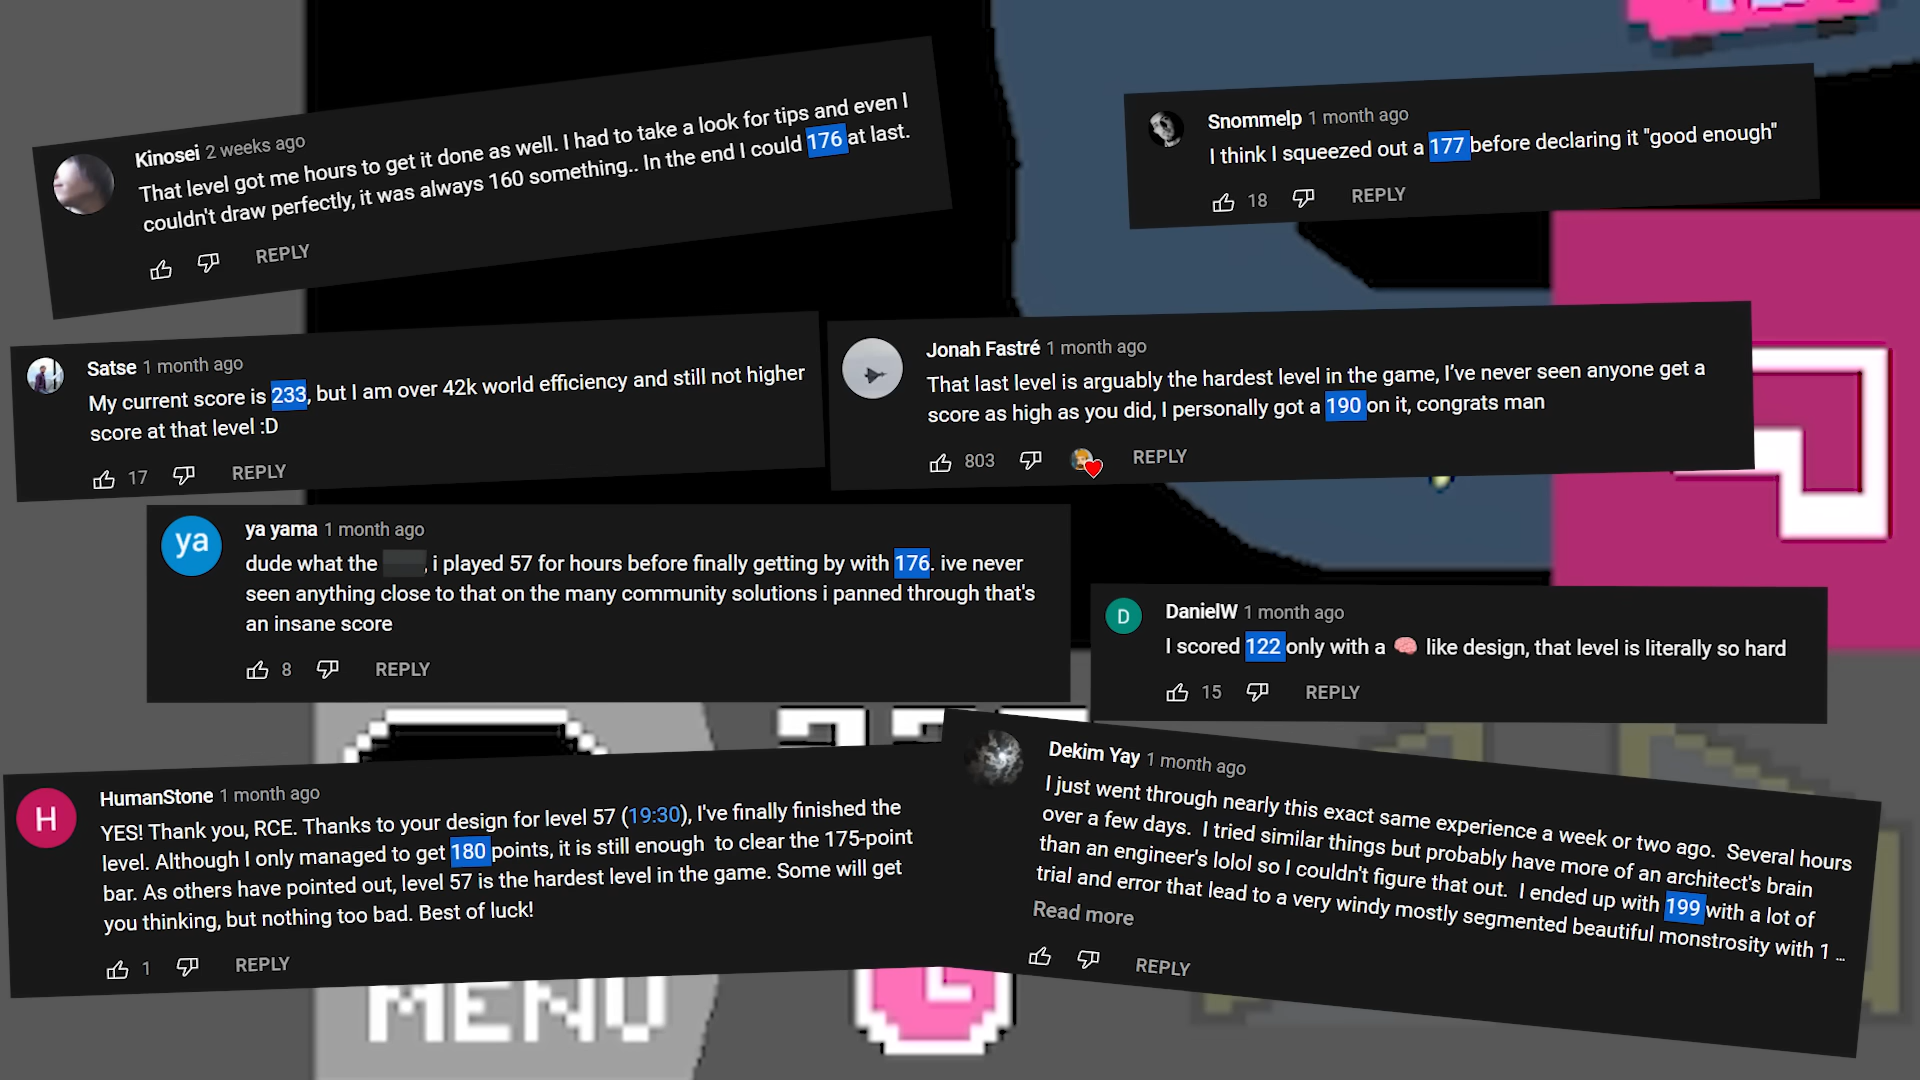 Kinosei 2 weeks ago
That level got me hours to get it done as well. I had to take a look for tips and even I
couldn't draw perfectly, it was always 160 something.. In the end I could 176 at last.
REPLY
Snommelp 1 month ago
I think I squeezed out a 177 before declaring it "good enough"
18 REPLY
Satse 1 month ago
My current score is 233, but I am over 42k world efficiency and still not higher
score at that level :D
17 REPLY
Jonah Fastré 1 month ago
That last level is arguably the hardest level in the game, I've never seen anyone get a
score as high as you did, I personally got a 190 on it, congrats man
803 REPLY
ya
ya yama 1 month ago
dude what the , i played 57 for hours before finally getting by with 176. ive never
seen anything close to that on the many community solutions i panned through that's
an insane score
8 REPLY
D
DanielW 1 month ago
I scored 122 only with a 🧠 like design, that level is literally so hard
15 REPLY
H
HumanStone 1 month ago
YES! Thank you, RCE. Thanks to your design for level 57 (19:30), I've finally finished the
level. Although I only managed to get 180 points, it is still enough to clear the 175-point
bar. As others have pointed out, level 57 is the hardest level in the game. Some will get
you thinking, but nothing too bad. Best of luck!
1 REPLY
Dekim Yay 1 month ago
I just went through nearly this exact same experience a week or two ago. Several hours
over a few days. I tried similar things but probably have more of an architect's brain
than an engineer's lolol so I couldn't figure that out. I ended up with 199 with a lot of
trial and error that lead to a very windy mostly segmented beautiful monstrosity with 1 ...
Read more
REPLY
MENU